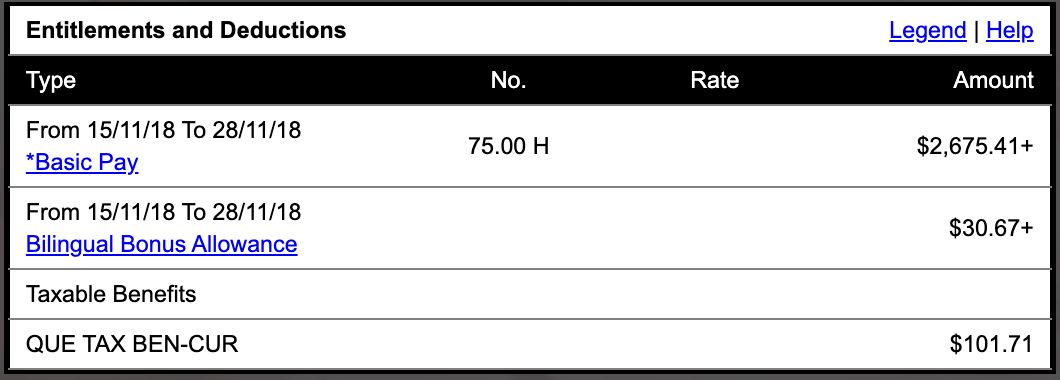 Entitlements and Deductions Legend | Help
Type No. Rate Amount
From 15/11/18 To 28/11/18
*Basic Pay 75.00 H $2,675.41+
From 15/11/18 To 28/11/18
Bilingual Bonus Allowance $30.67+
Taxable Benefits
QUE TAX BEN-CUR $101.71